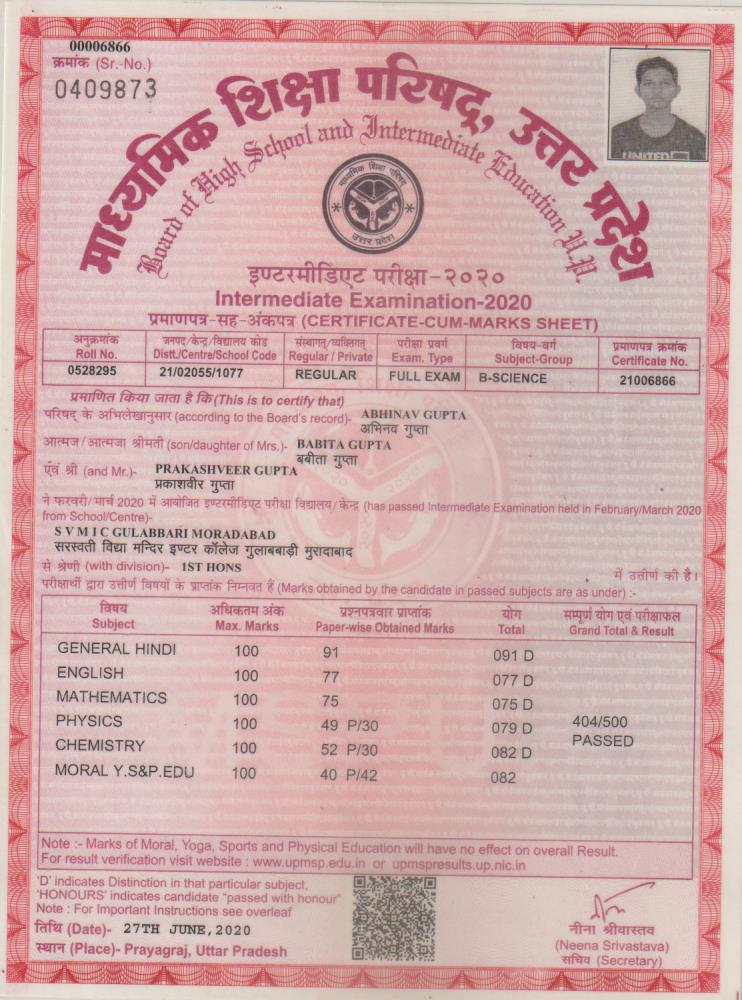 00006866
क्रमांक (Sr.-No.)
0409873
माध्यमिक शिक्षा परिषद्, उत्तर प्रदेश
Board of High School and Intermediate Education U.P.
माध्यमिक शिक्षा परिषद्
उत्तर प्रदेश
UNITED
इण्टरमीडिएट परीक्षा-२०२०
Intermediate Examination-2020
प्रमाणपत्र-सह-अंकपत्र (CERTIFICATE-CUM-MARKS SHEET)
अनुक्रमांक जनपद/केन्द्र/विद्यालय कोड संस्थागत/व्यक्तिगत परीक्षा प्रवर्ग विषय-वर्ग प्रमाणपत्र क्रमांक
Roll No. Distt./Centre/School Code Regular / Private Exam. Type Subject-Group Certificate No.
0528295 21/02055/1077 REGULAR FULL EXAM B-SCIENCE 21006866
प्रमाणित किया जाता है कि (This is to certify that)
परिषद् के अभिलेखानुसार (according to the Board's record)- ABHINAV GUPTA
अभिनव गुप्ता
आत्मज/आत्मजा श्रीमती (son/daughter of Mrs.)- BABITA GUPTA
बबीता गुप्ता
एवं श्री (and Mr.)- PRAKASHVEER GUPTA
प्रकाशवीर गुप्ता
ने फरवरी/मार्च 2020 में आयोजित इण्टरमीडिएट परीक्षा विद्यालय/केन्द्र (has passed Intermediate Examination held in February/March 2020
from School/Centre)-
S V M I C GULABBARI MORADABAD
सरस्वती विद्या मन्दिर इण्टर कॉलेज गुलाबबाड़ी मुरादाबाद
से श्रेणी (with division)- 1ST HONS में उत्तीर्ण की है।
परीक्षार्थी द्वारा उत्तीर्ण विषयों के प्राप्तांक निम्नवत हैं (Marks obtained by the candidate in passed subjects are as under) :-
विषय अधिकतम अंक प्रश्नपत्रवार प्राप्तांक योग सम्पूर्ण योग एवं परीक्षाफल
Subject Max. Marks Paper-wise Obtained Marks Total Grand Total & Result
GENERAL HINDI 100 91 091 D
ENGLISH 100 77 077 D
MATHEMATICS 100 75 075 D
PHYSICS 100 49 P/30 079 D 404/500
CHEMISTRY 100 52 P/30 082 D PASSED
MORAL Y.S&P.EDU 100 40 P/42 082
Note :- Marks of Moral, Yoga, Sports and Physical Education will have no effect on overall Result.
For result verification visit website : www.upmsp.edu.in or upmspresults.up.nic.in
'D' indicates Distinction in that particular subject,
'HONOURS' indicates candidate "passed with honour"
Note : For Important Instructions see overleaf
तिथि (Date)- 27TH JUNE, 2020
स्थान (Place)- Prayagraj, Uttar Pradesh
नीना श्रीवास्तव
(Neena Srivastava)
सचिव (Secretary)